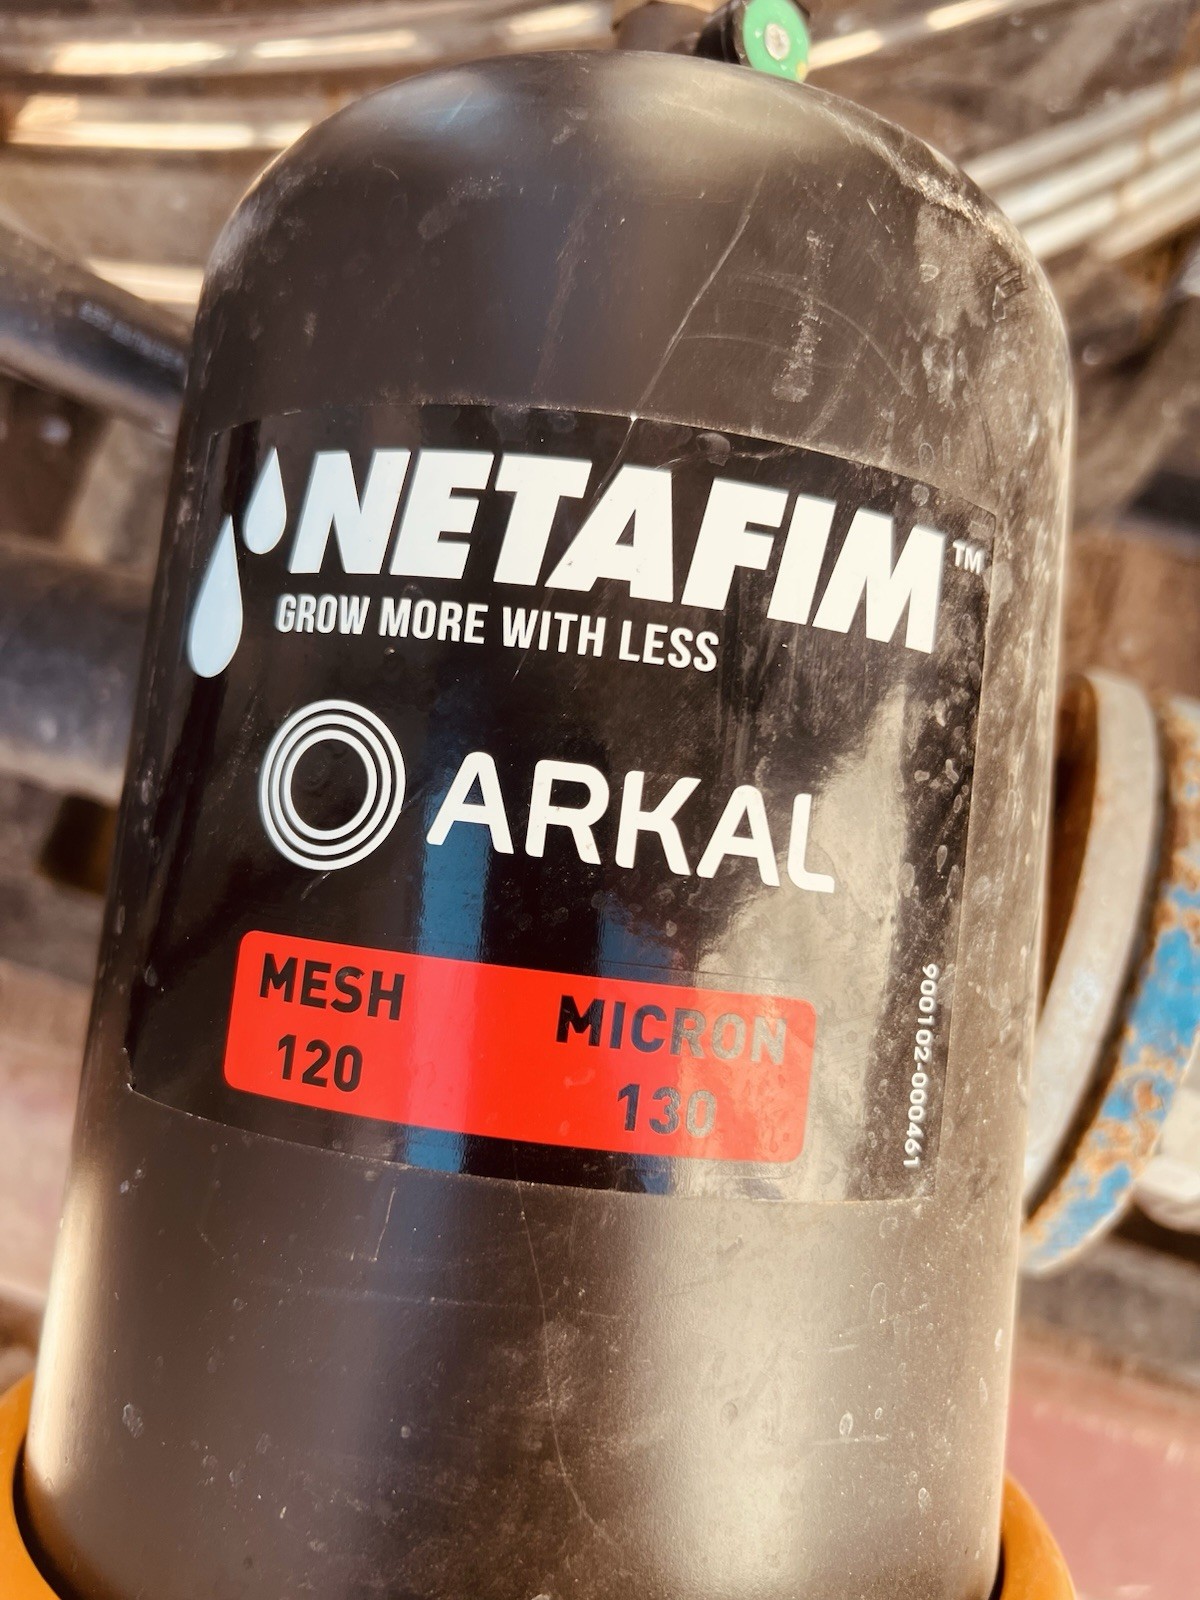 NETAFIM™
GROW MORE WITH LESS
ARKAL
MESH MICRON
120 130
900102-000461